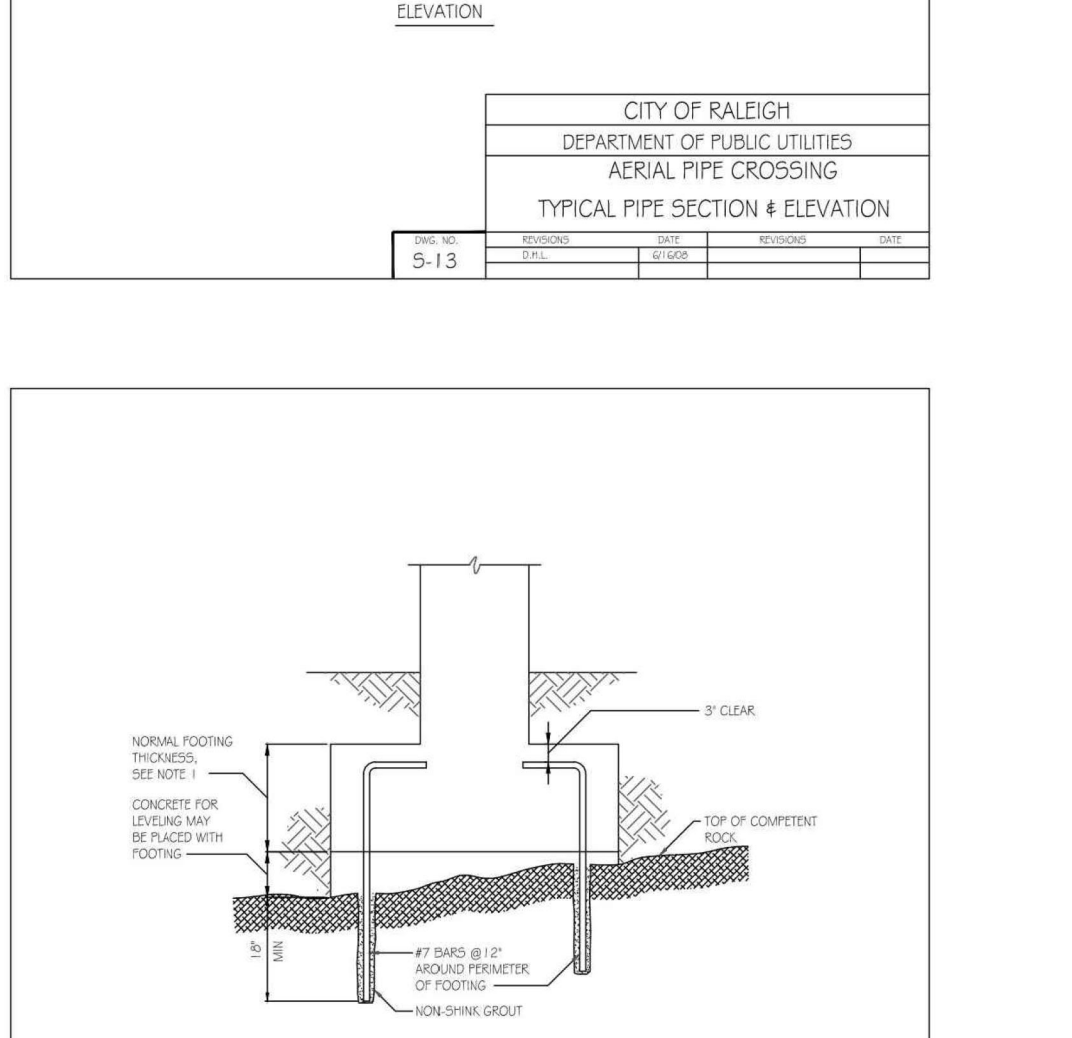 ELEVATION
CITY OF RALEIGH
DEPARTMENT OF PUBLIC UTILITIES
AERIAL PIPE CROSSING
TYPICAL PIPE SECTION & ELEVATION
DWG. NO.
S-13
REVISIONS DATE REVISIONS DATE
D.H.L. 6/16/08
3" CLEAR
NORMAL FOOTING
THICKNESS,
SEE NOTE 1
CONCRETE FOR
LEVELING MAY
BE PLACED WITH
FOOTING
TOP OF COMPETENT
ROCK
18"
MIN
#7 BARS @12"
AROUND PERIMETER
OF FOOTING
NON-SHINK GROUT